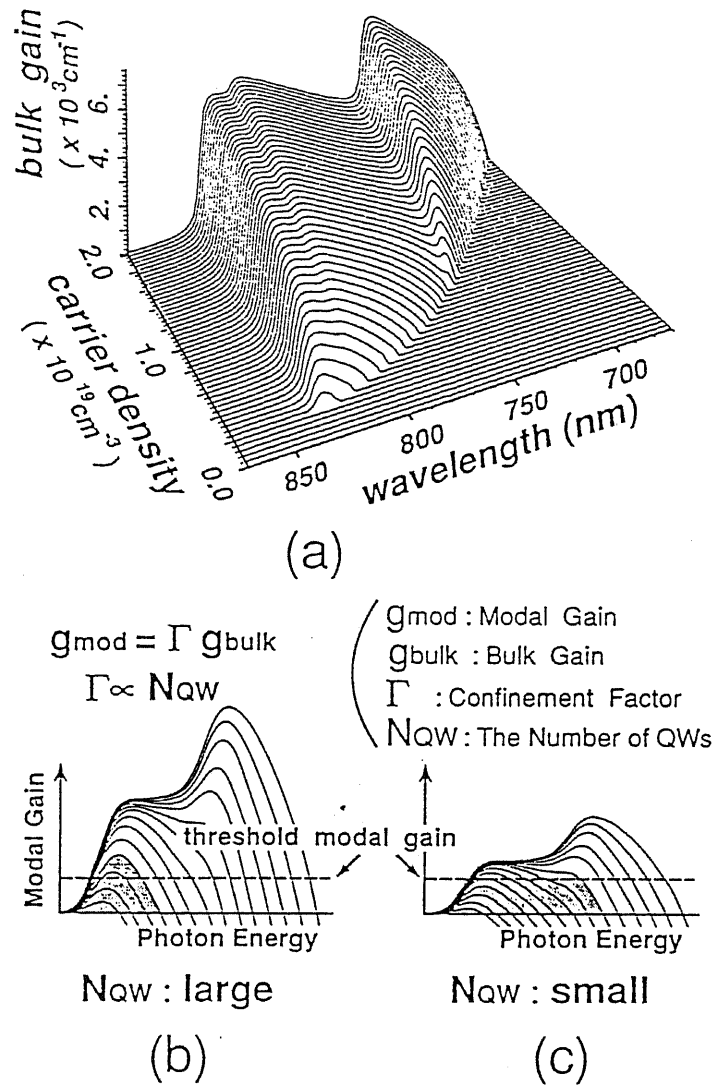 bulk gain
( x 10³cm⁻¹)
6.
4.
2.
2.0
1.0
0.0
carrier density
( x 10¹⁹cm⁻³ )
850
800
750
700
wavelength (nm)
(a)
gmod = Γ gbulk
Γ∝ NQW
gmod : Modal Gain
gbulk : Bulk Gain
Γ : Confinement Factor
NQW : The Number of QWs
Modal Gain
threshold modal gain
Photon Energy
Photon Energy
NQW : large
NQW : small
(b)
(c)